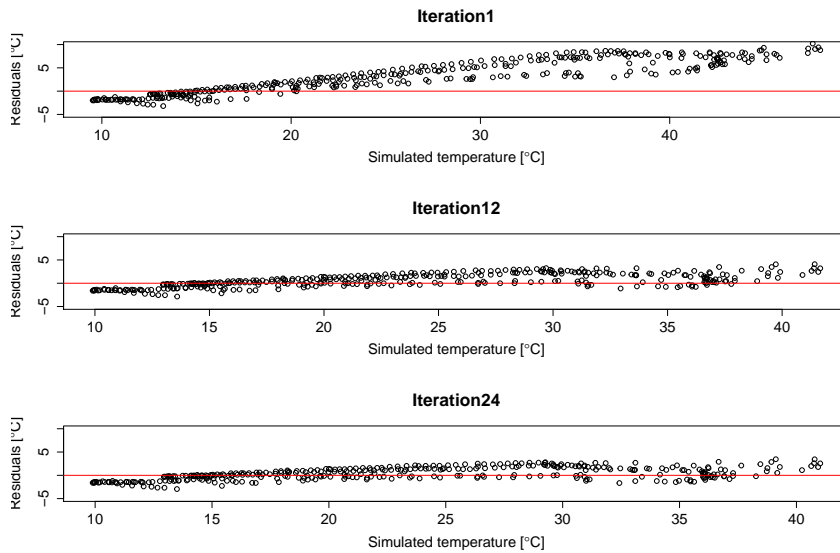 Iteration1
Residuals [°C]
5
−5
10 20 30 40
Simulated temperature [°C]
Iteration12
Residuals [°C]
5
−5
10 15 20 25 30 35 40
Simulated temperature [°C]
Iteration24
Residuals [°C]
5
−5
10 15 20 25 30 35 40
Simulated temperature [°C]